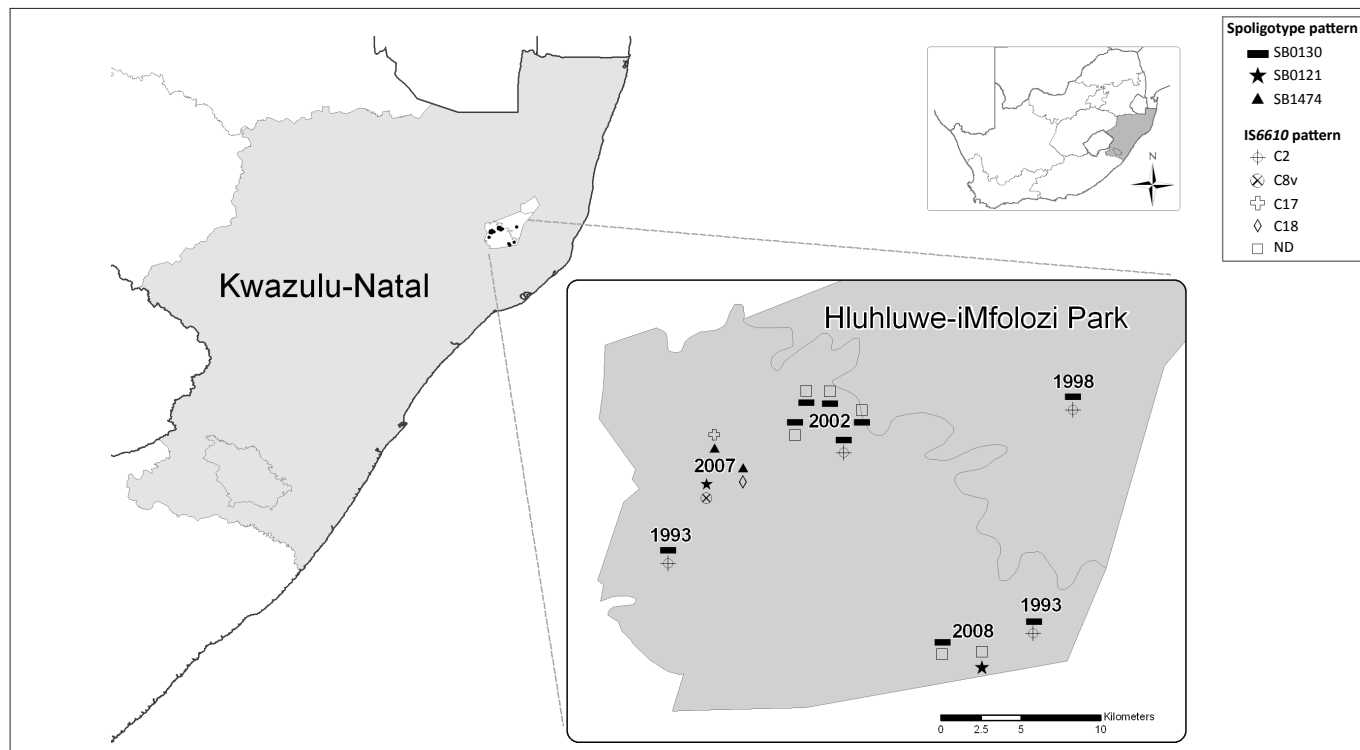 Spoligotype pattern
SB0130
SB0121
SB1474
IS6610 pattern
C2
C8v
C17
C18
ND
N
Kwazulu-Natal
Hluhluwe-iMfolozi Park
1998
2002
2007
1993
1993
2008
Kilometers
0 2.5 5 10